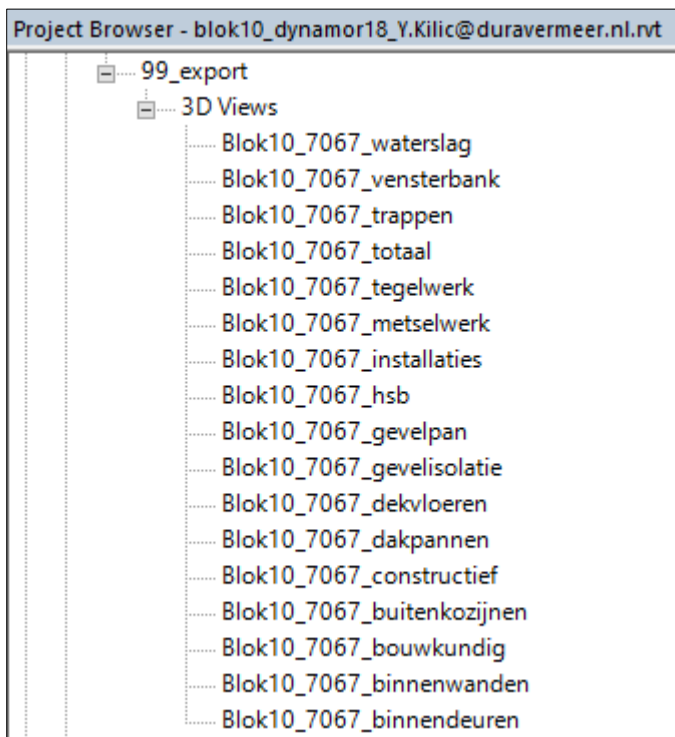 Project Browser - blok10_dynamor18_Y.Kilic@duravermeer.nl.rvt
99_export
3D Views
Blok10_7067_waterslag
Blok10_7067_vensterbank
Blok10_7067_trappen
Blok10_7067_totaal
Blok10_7067_tegelwerk
Blok10_7067_metselwerk
Blok10_7067_installaties
Blok10_7067_hsb
Blok10_7067_gevelpan
Blok10_7067_gevelisolatie
Blok10_7067_dekvloeren
Blok10_7067_dakpannen
Blok10_7067_constructief
Blok10_7067_buitenkozijnen
Blok10_7067_bouwkundig
Blok10_7067_binnenwanden
Blok10_7067_binnendeuren